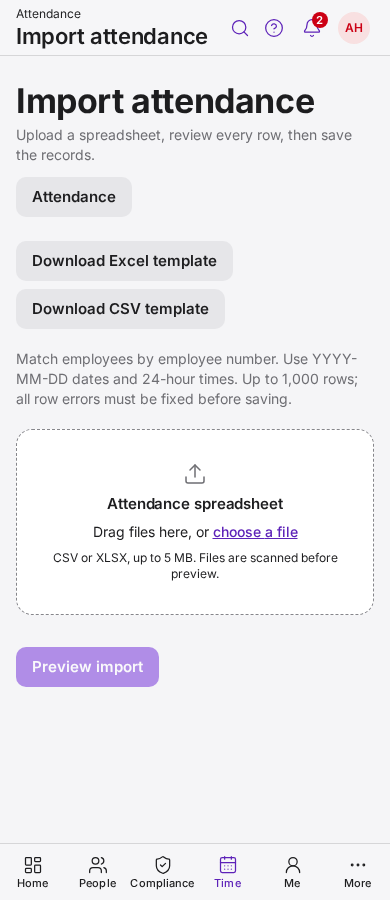 Attendance
Import attendance
2
AH
Import attendance
Upload a spreadsheet, review every row, then save
the records.
Attendance
Download Excel template
Download CSV template
Match employees by employee number. Use YYYY-
MM-DD dates and 24-hour times. Up to 1,000 rows;
all row errors must be fixed before saving.
Attendance spreadsheet
Drag files here, or choose a file
CSV or XLSX, up to 5 MB. Files are scanned before
preview.
Preview import
Home
People
Compliance
Time
Me
More